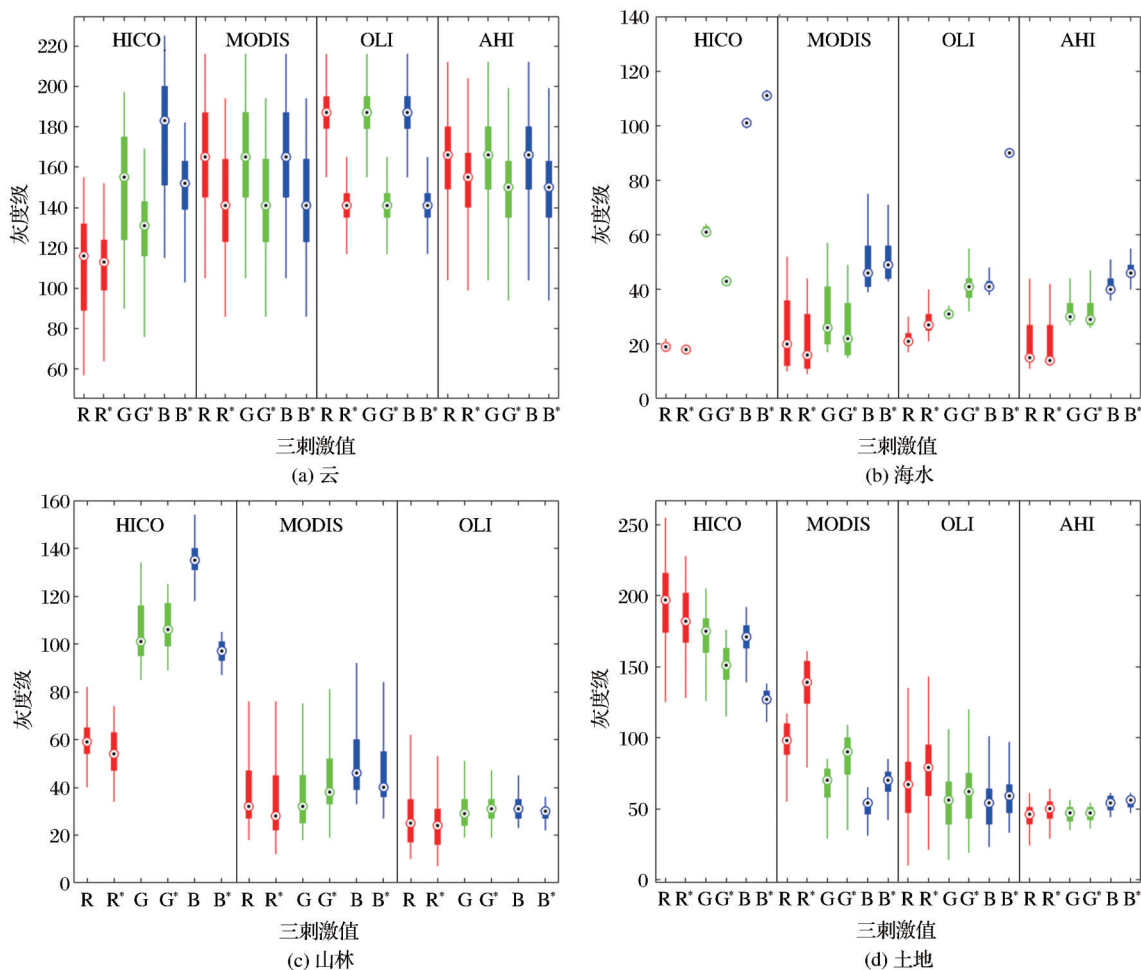 HICO MODIS OLI AHI
220
200
180
160
140
120
100
80
60
灰度级
R R* G G* B B* R R* G G* B B* R R* G G* B B* R R* G G* B B*
三刺激值
(a) 云
HICO MODIS OLI AHI
140
120
100
80
60
40
20
0
灰度级
R R* G G* B B* R R* G G* B B* R R* G G* B B* R R* G G* B B*
三刺激值
(b) 海水
HICO MODIS OLI
160
140
120
100
80
60
40
20
0
灰度级
R R* G G* B B* R R* G G* B B* R R* G G* B B*
三刺激值
(c) 山林
HICO MODIS OLI AHI
250
200
150
100
50
0
灰度级
R R* G G* B B* R R* G G* B B* R R* G G* B B* R R* G G* B B*
三刺激值
(d) 土地